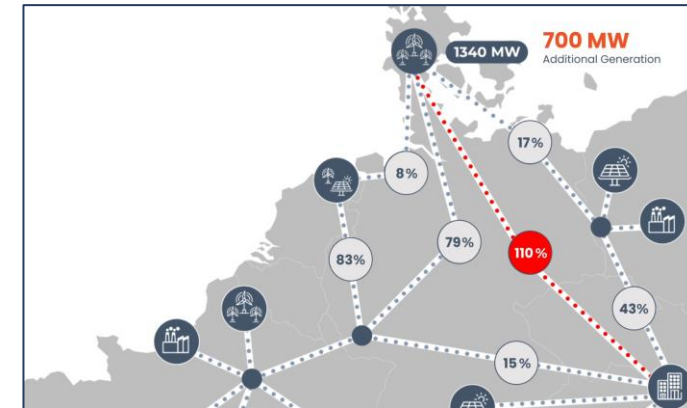 1340 MW
700 MW
Additional Generation
17%
8%
79%
110%
83%
43%
15%